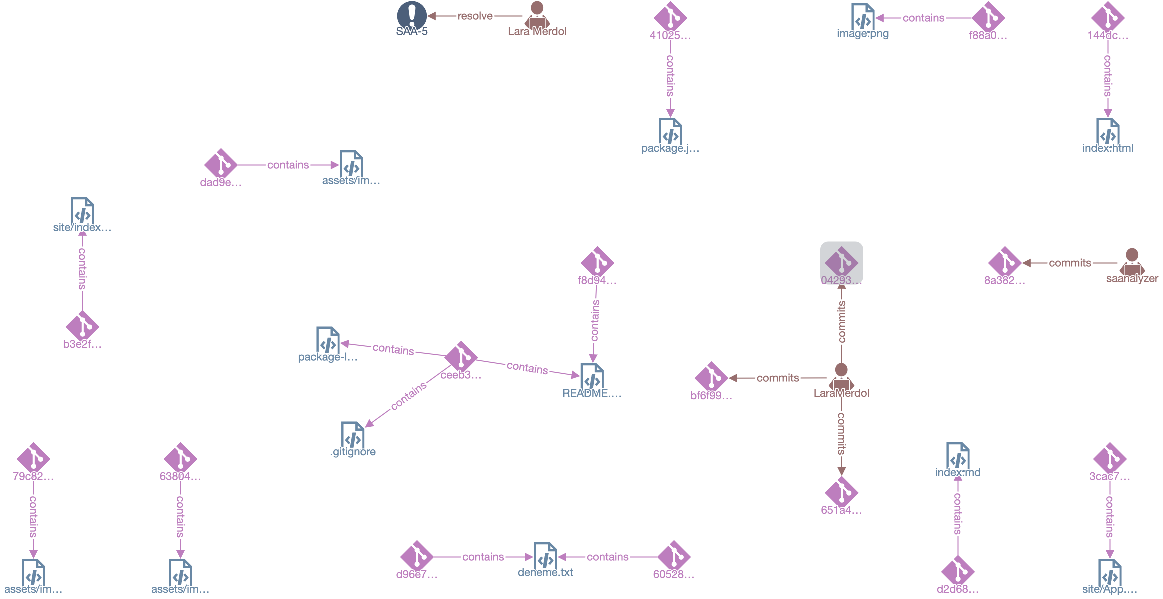 SAA-5
resolve
Lara Merdol
41025...
image.png
contains
f88a0...
144dc...
contains
contains
package.j...
index.html
dad9e...
contains
assets/im...
site/index...
contains
b3e2f...
f8d94...
04293...
8a382...
commits
saanalyzer
contains
commits
package-l...
contains
ceeb3...
contains
README....
contains
.gitignore
bf6f99...
commits
LaraMerdol
commits
651a4...
79c82...
63804...
index.md
3cac7...
contains
contains
contains
contains
d96e7...
contains
deneme.txt
contains
60528...
assets/im...
assets/im...
d2d68...
site/App....